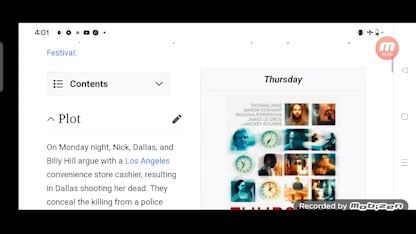 4:01
Festival.
Contents
Plot
On Monday night, Nick, Dallas, and
Billy Hill argue with a Los Angeles
convenience store cashier, resulting
in Dallas shooting her dead. They
conceal the killing from a police
Thursday
THOMAS JANE
AARON ECKHART
PAULINA PORIZKOVA
JAMES LE GROS
AND MICKEY ROURKE
Recorded by Mobizen